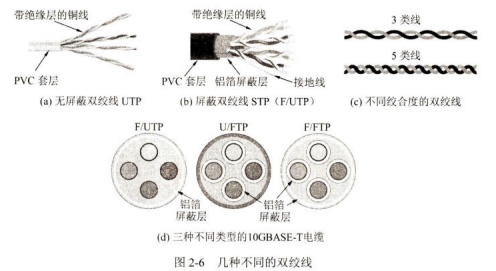 带绝缘层的铜线
带绝缘层的铜线
3 类线
5 类线
PVC 套层
PVC 套层
铝箔屏蔽层
接地线
(a) 无屏蔽双绞线 UTP
(b) 屏蔽双绞线 STP（F/UTP）
(c) 不同绞合度的双绞线
F/UTP
U/FTP
F/FTP
铝箔
屏蔽层
铝箔
屏蔽层
(d) 三种不同类型的10GBASE-T电缆
图 2-6 几种不同的双绞线